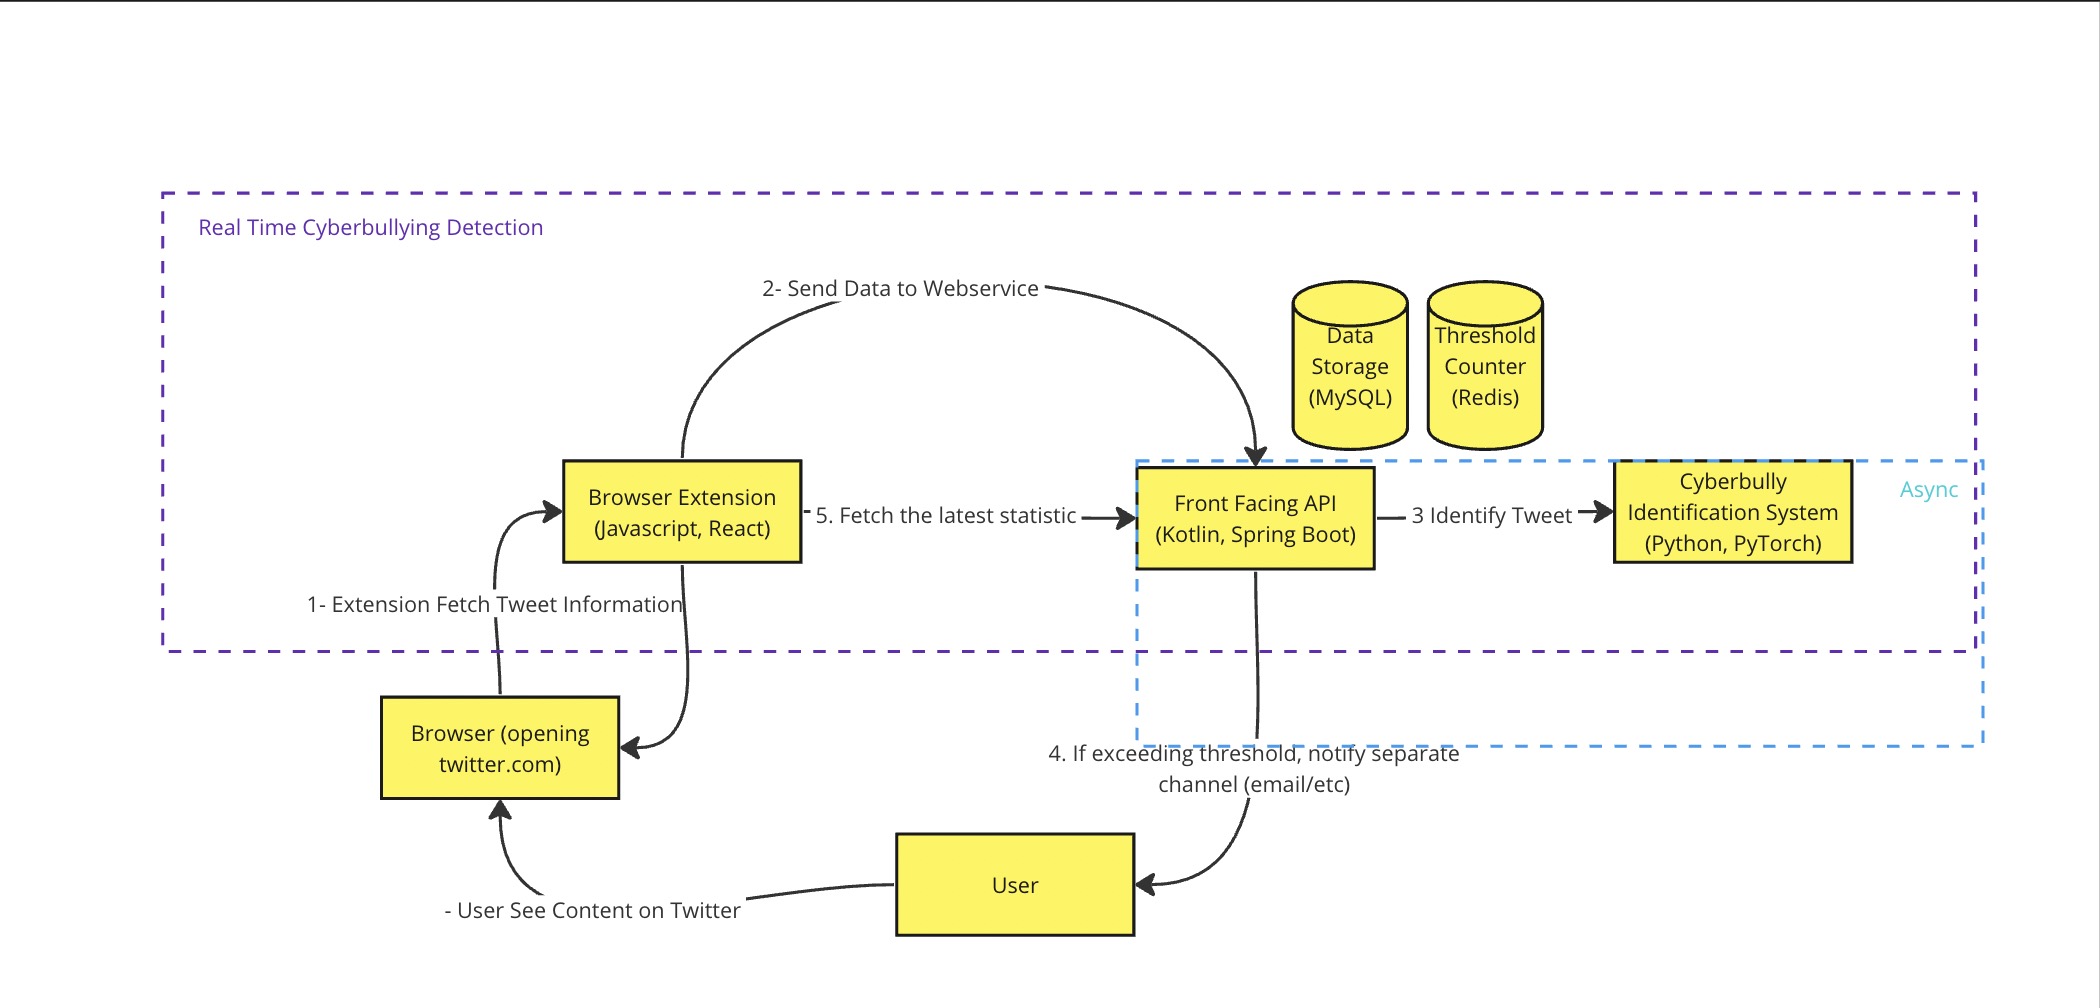 Real Time Cyberbullying Detection
2- Send Data to Webservice
Data
Storage
(MySQL)
Threshold
Counter
(Redis)
Browser Extension
(Javascript, React)
5. Fetch the latest statistic
Front Facing API
(Kotlin, Spring Boot)
3 Identify Tweet
Cyberbully
Identification System
(Python, PyTorch)
Async
1- Extension Fetch Tweet Information
Browser (opening
twitter.com)
4. If exceeding threshold, notify separate
channel (email/etc)
User
- User See Content on Twitter